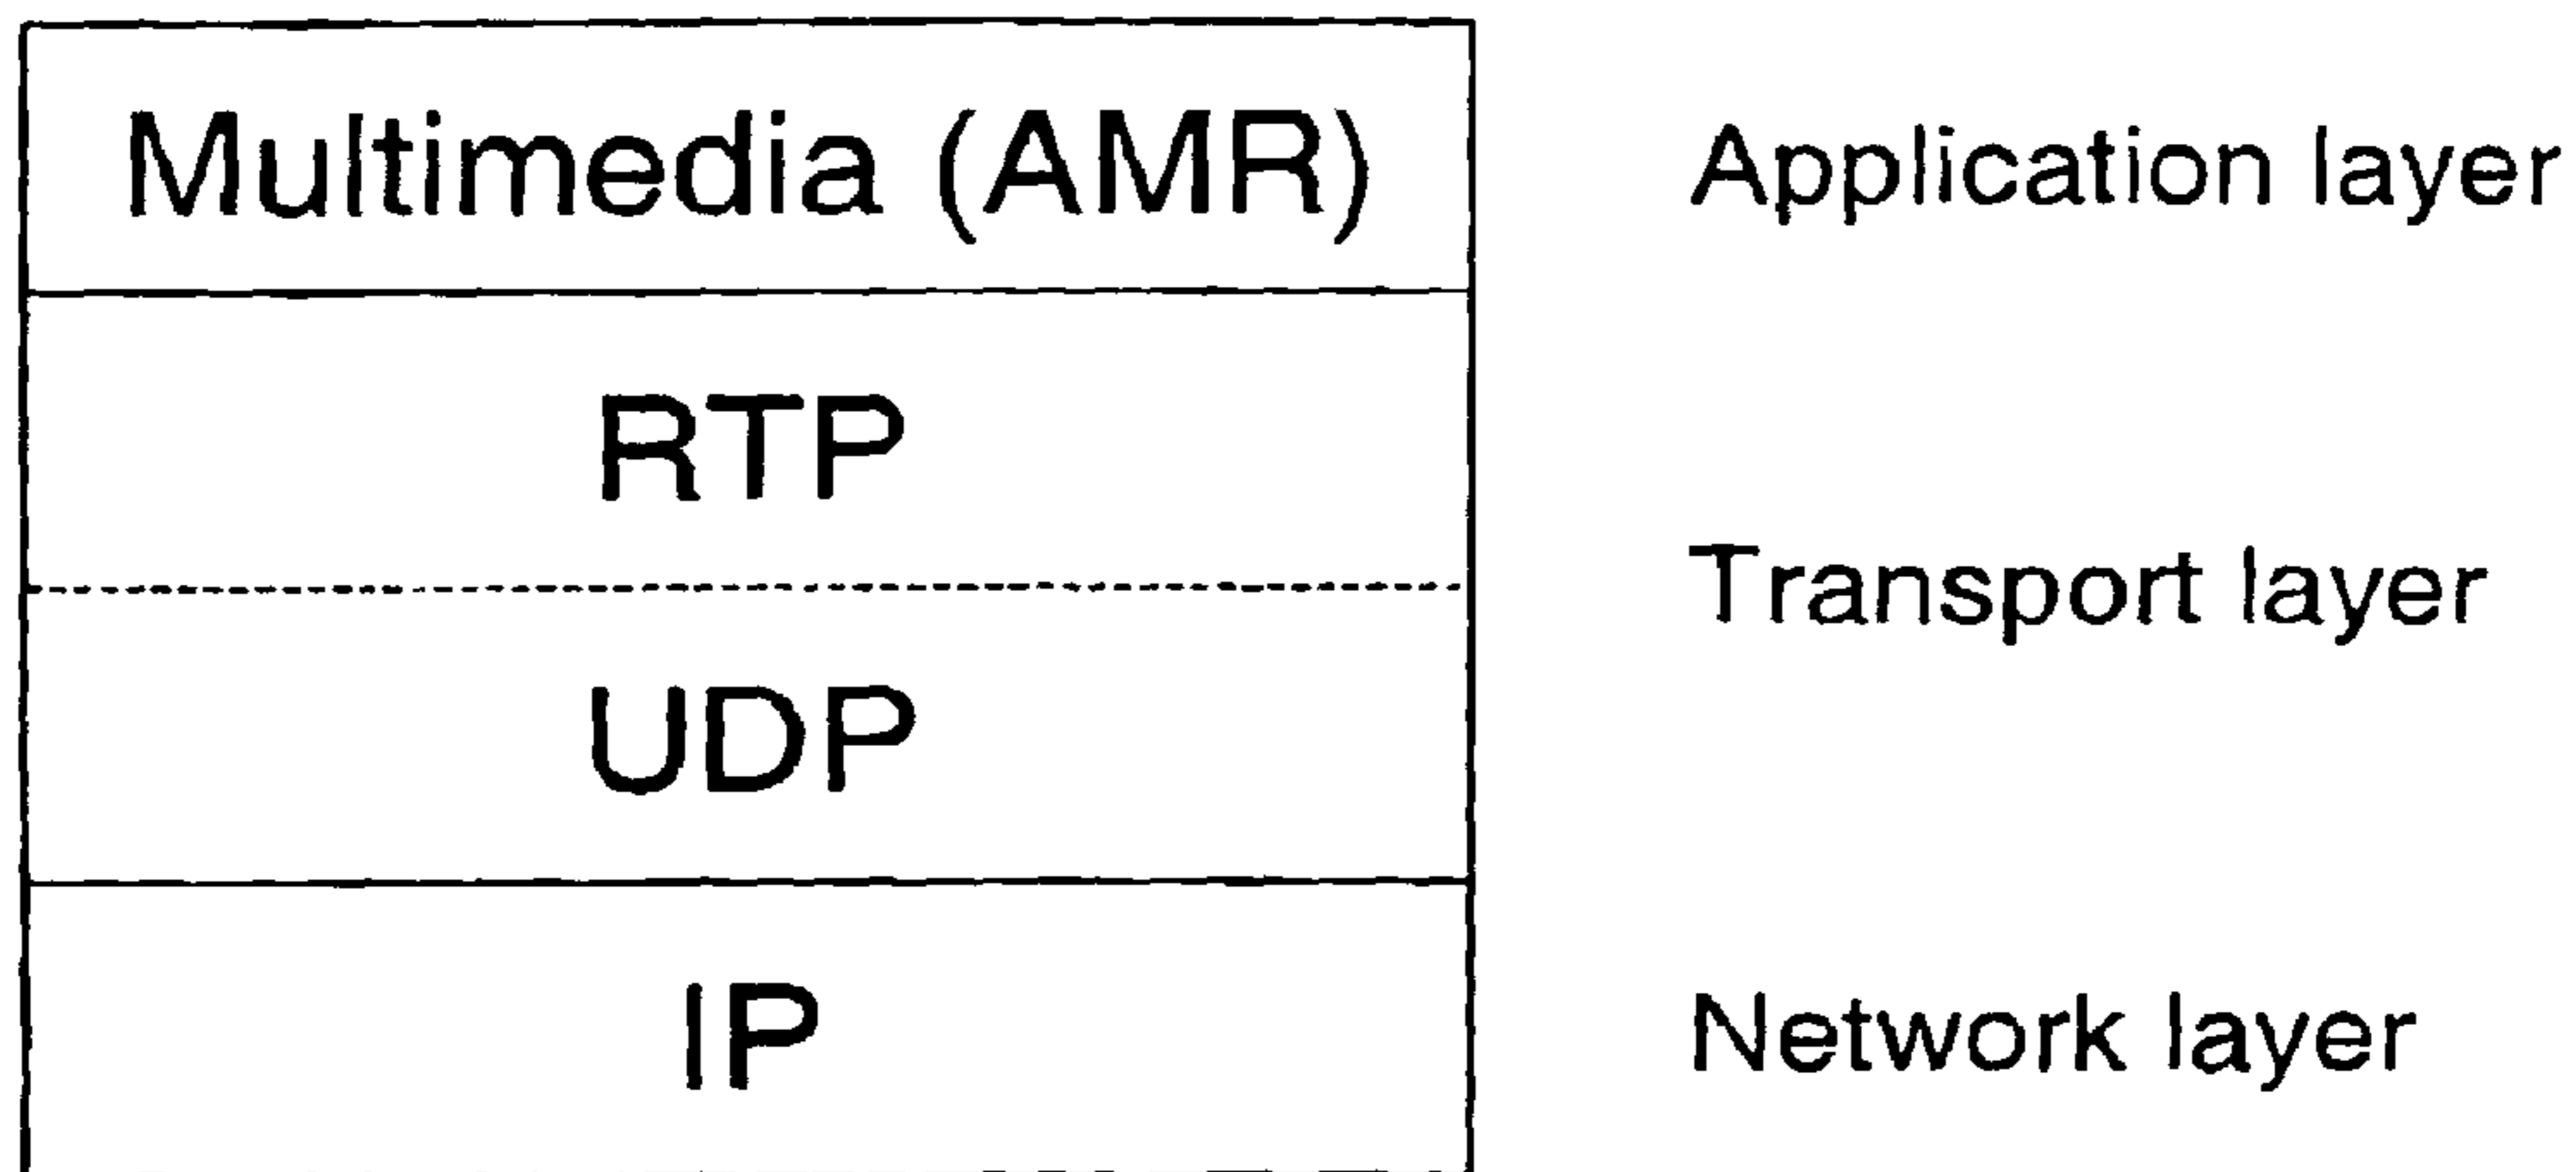 Multimedia (AMR) Application layer
RTP
Transport layer
UDP
IP Network layer